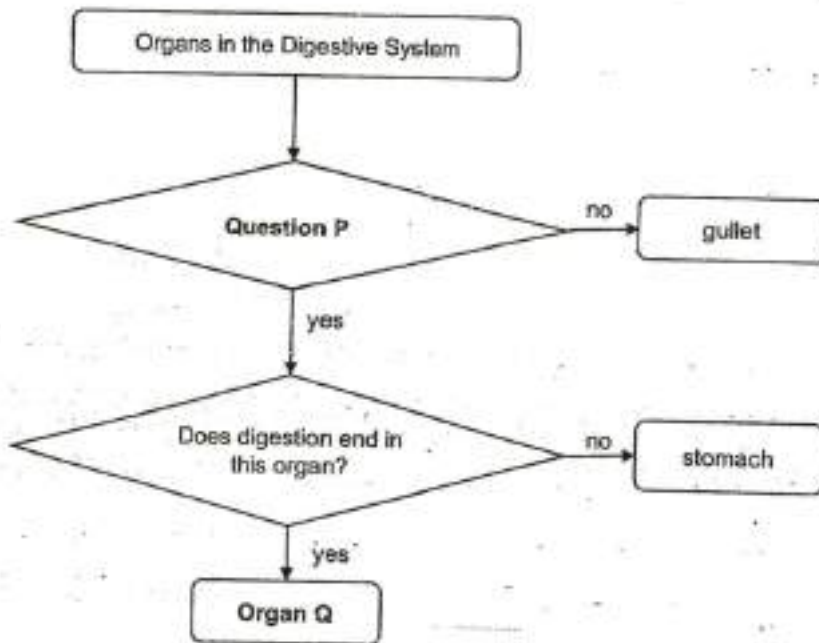 Organs in the Digestive System
Question P
no
gullet
yes
Does digestion end in
this organ?
no
stomach
yes
Organ Q